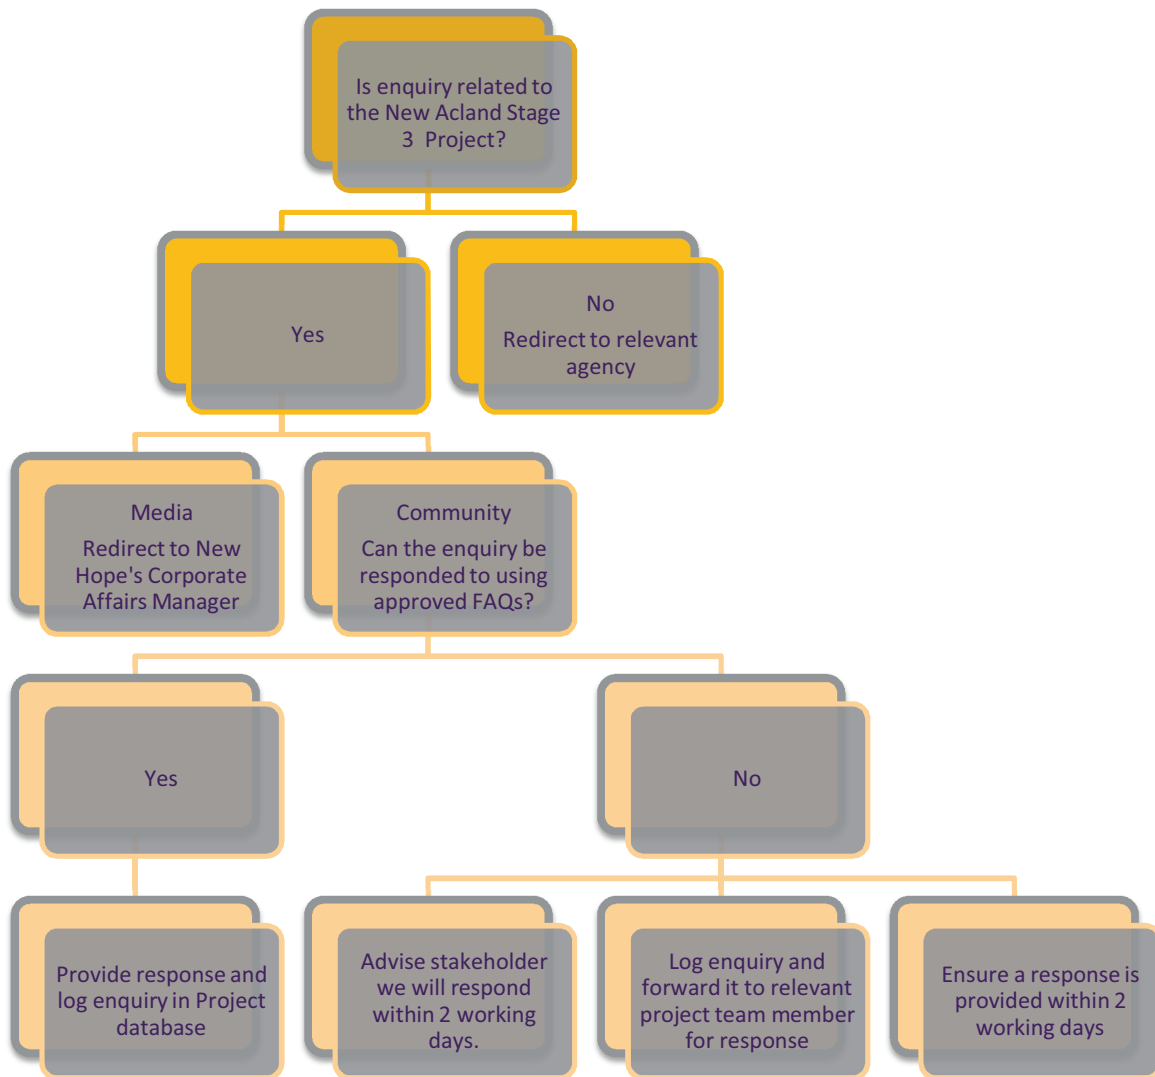 Is enquiry related to
the New Acland Stage
3 Project?
Yes
No
Redirect to relevant
agency
Media
Redirect to New
Hope's Corporate
Affairs Manager
Community
Can the enquiry be
responded to using
approved FAQs?
Yes
No
Provide response and
log enquiry in Project
database
Advise stakeholder
we will respond
within 2 working
days.
Log enquiry and
forward it to relevant
project team member
for response
Ensure a response is
provided within 2
working days